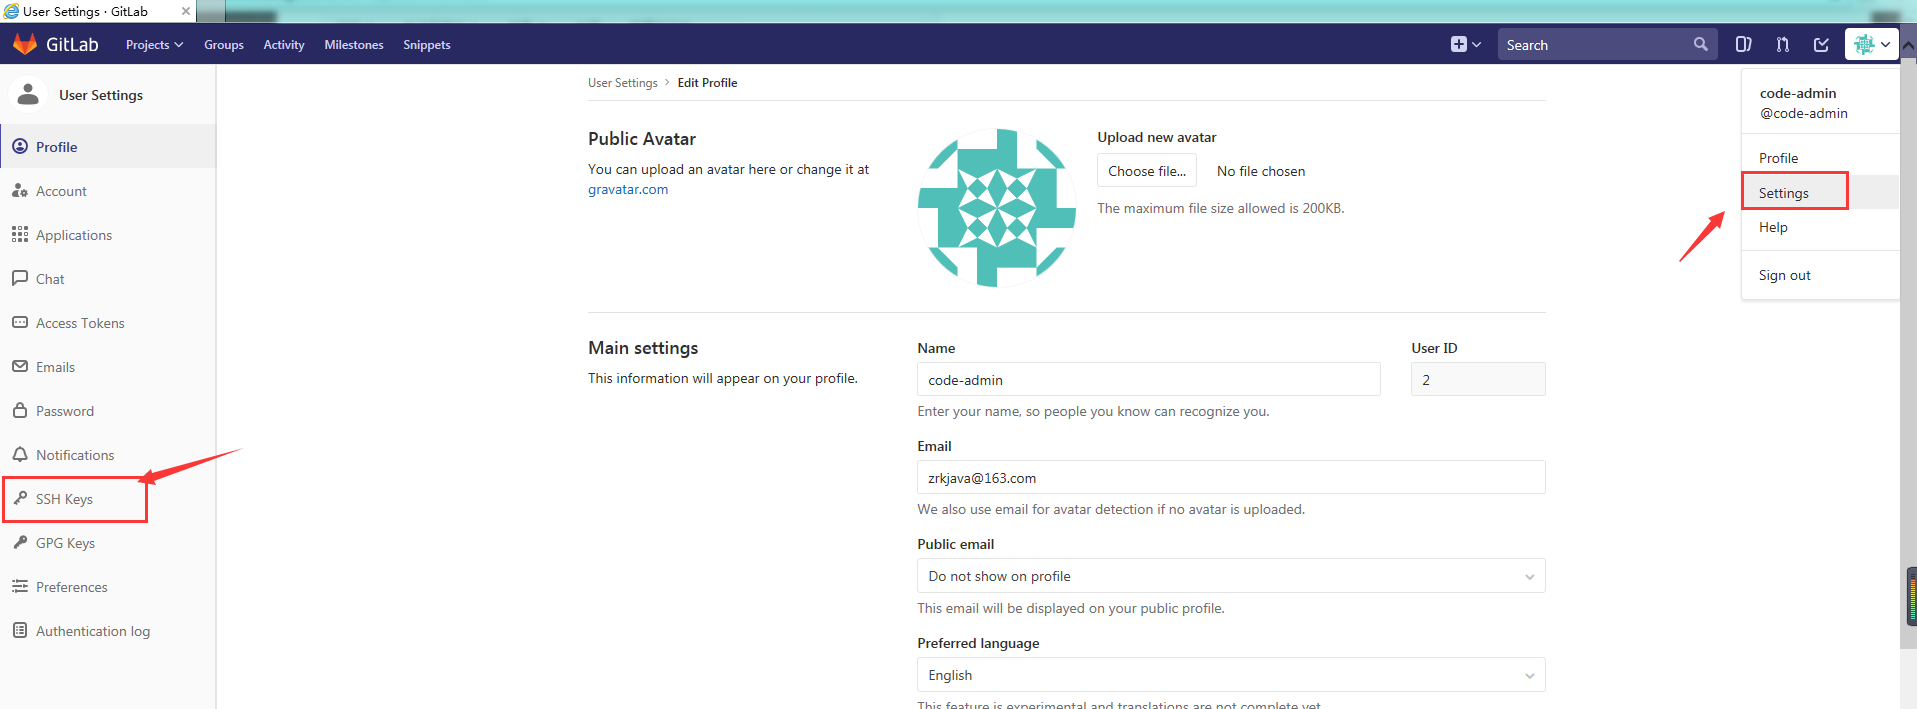 User Settings · GitLab
GitLab Projects Groups Activity Milestones Snippets Search
User Settings
Profile
Account
Applications
Chat
Access Tokens
Emails
Password
Notifications
SSH Keys
GPG Keys
Preferences
Authentication log
User Settings › Edit Profile
Public Avatar
You can upload an avatar here or change it at
gravatar.com
Upload new avatar
Choose file... No file chosen
The maximum file size allowed is 200KB.
Main settings
This information will appear on your profile.
Name
code-admin
Enter your name, so people you know can recognize you.
User ID
2
Email
zrkjava@163.com
We also use email for avatar detection if no avatar is uploaded.
Public email
Do not show on profile
This email will be displayed on your public profile.
Preferred language
English
This feature is experimental and translations are not complete yet
code-admin
@code-admin
Profile
Settings
Help
Sign out